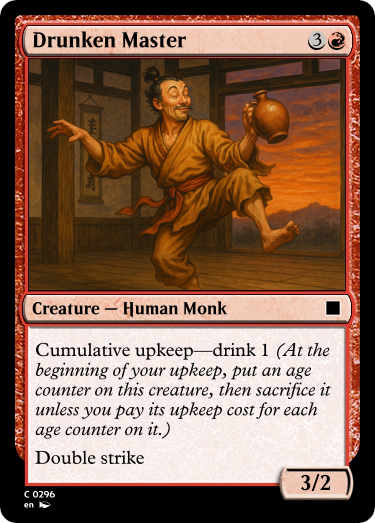 Drunken Master 3
Creature — Human Monk
Cumulative upkeep—drink 1 (At the
beginning of your upkeep, put an age
counter on this creature, then sacrifice it
unless you pay its upkeep cost for each
age counter on it.)
Double strike
3/2
C 0296
en